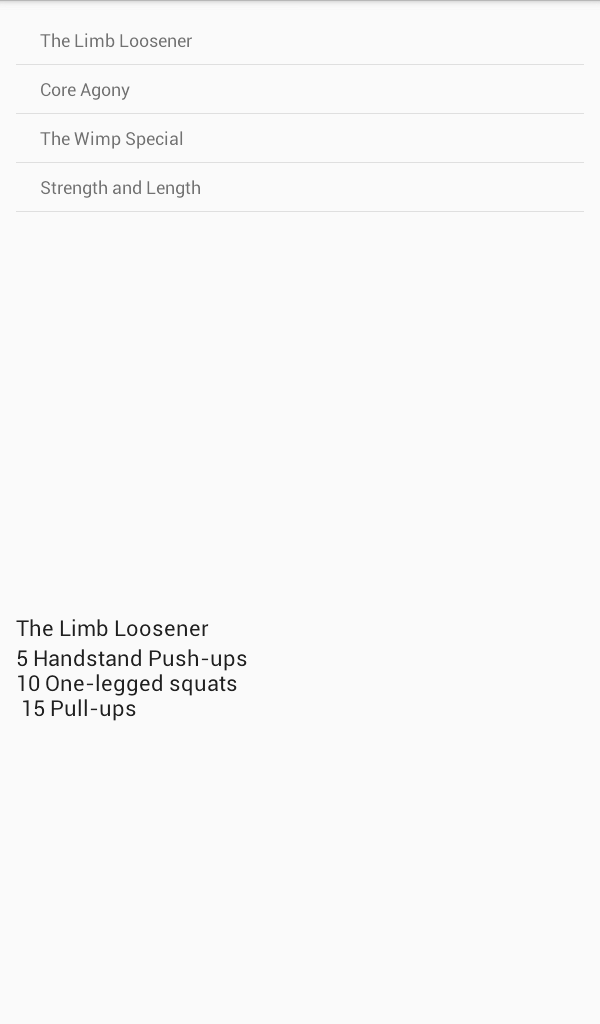 The Limb Loosener
Core Agony
The Wimp Special
Strength and Length
The Limb Loosener
5 Handstand Push-ups
10 One-legged squats
15 Pull-ups